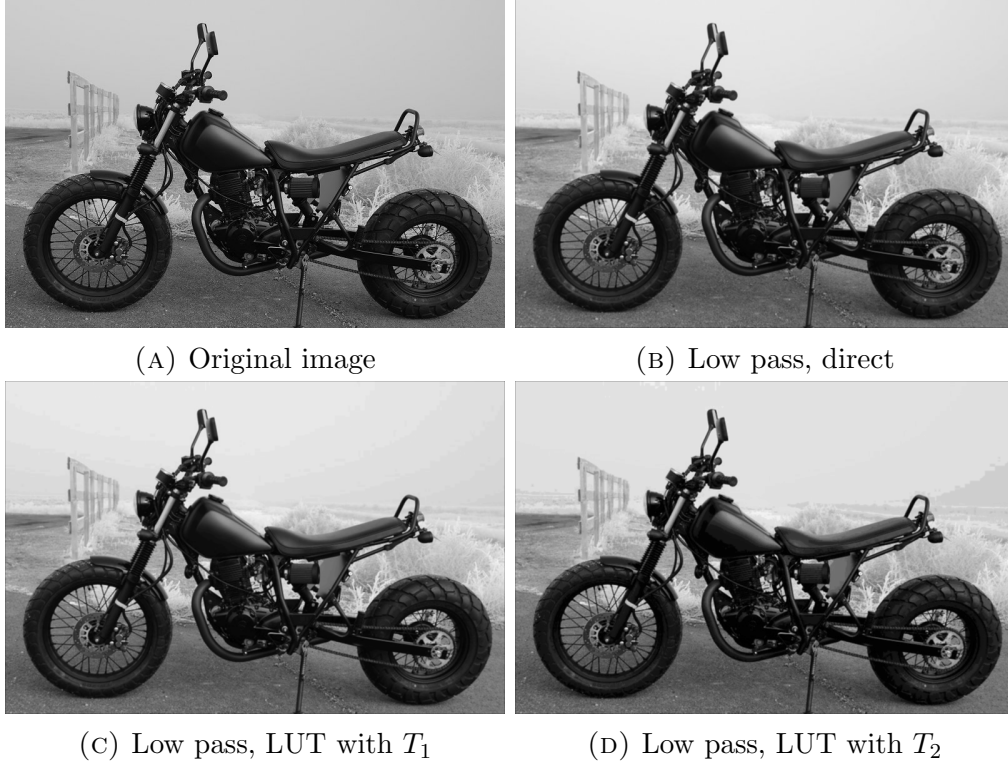 (A) Original image
(B) Low pass, direct
(C) Low pass, LUT with T₁
(D) Low pass, LUT with T₂